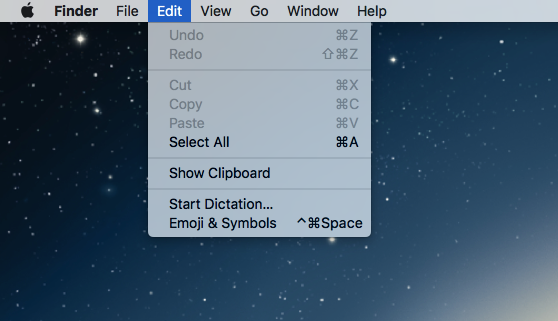 Finder File Edit View Go Window Help
Undo ⌘Z
Redo ⇧⌘Z
Cut ⌘X
Copy ⌘C
Paste ⌘V
Select All ⌘A
Show Clipboard
Start Dictation...
Emoji & Symbols ^⌘Space